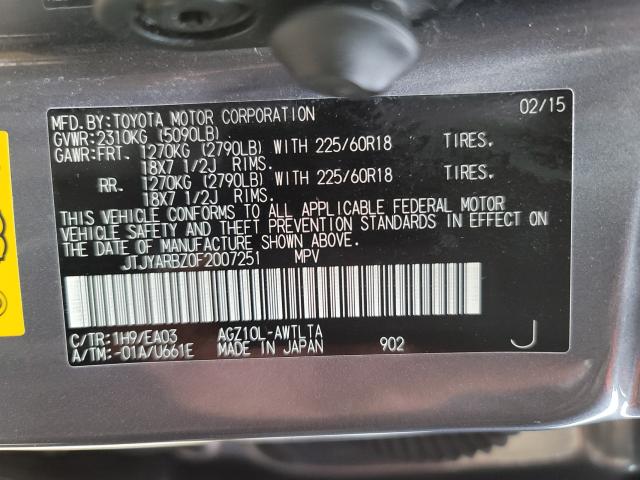 MFD.BY:TOYOTA MOTOR CORPORATION 02/15
GVWR:2310KG (5090LB)
GAWR:FRT. 1270KG (2790LB) WITH 225/60R18 TIRES.
18X7 1/2J RIMS.
RR. 1270KG (2790LB) WITH 225/60R18 TIRES.
18X7 1/2J RIMS.
THIS VEHICLE CONFORMS TO ALL APPLICABLE FEDERAL MOTOR
VEHICLE SAFETY AND THEFT PREVENTION STANDARDS IN EFFECT ON
THE DATE OF MANUFACTURE SHOWN ABOVE.
JTJYARBZ0F2007251 MPV
C/TR:1H9/EA03 AGZ10L-AWTLTA
A/TM:-01A/U661E MADE IN JAPAN 902 J